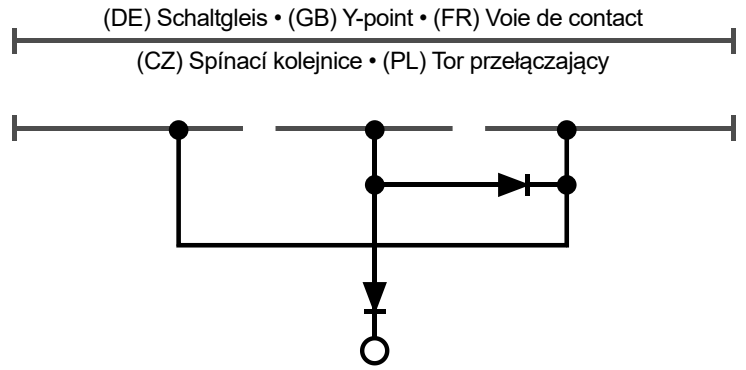 (DE) Schaltgleis • (GB) Y-point • (FR) Voie de contact
(CZ) Spínací kolejnice • (PL) Tor przełączający